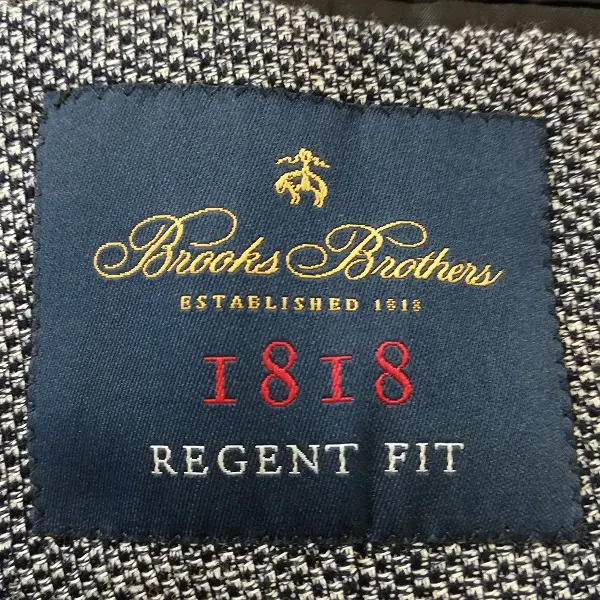 Brooks Brothers
ESTABLISHED 1818
1818
REGENT FIT